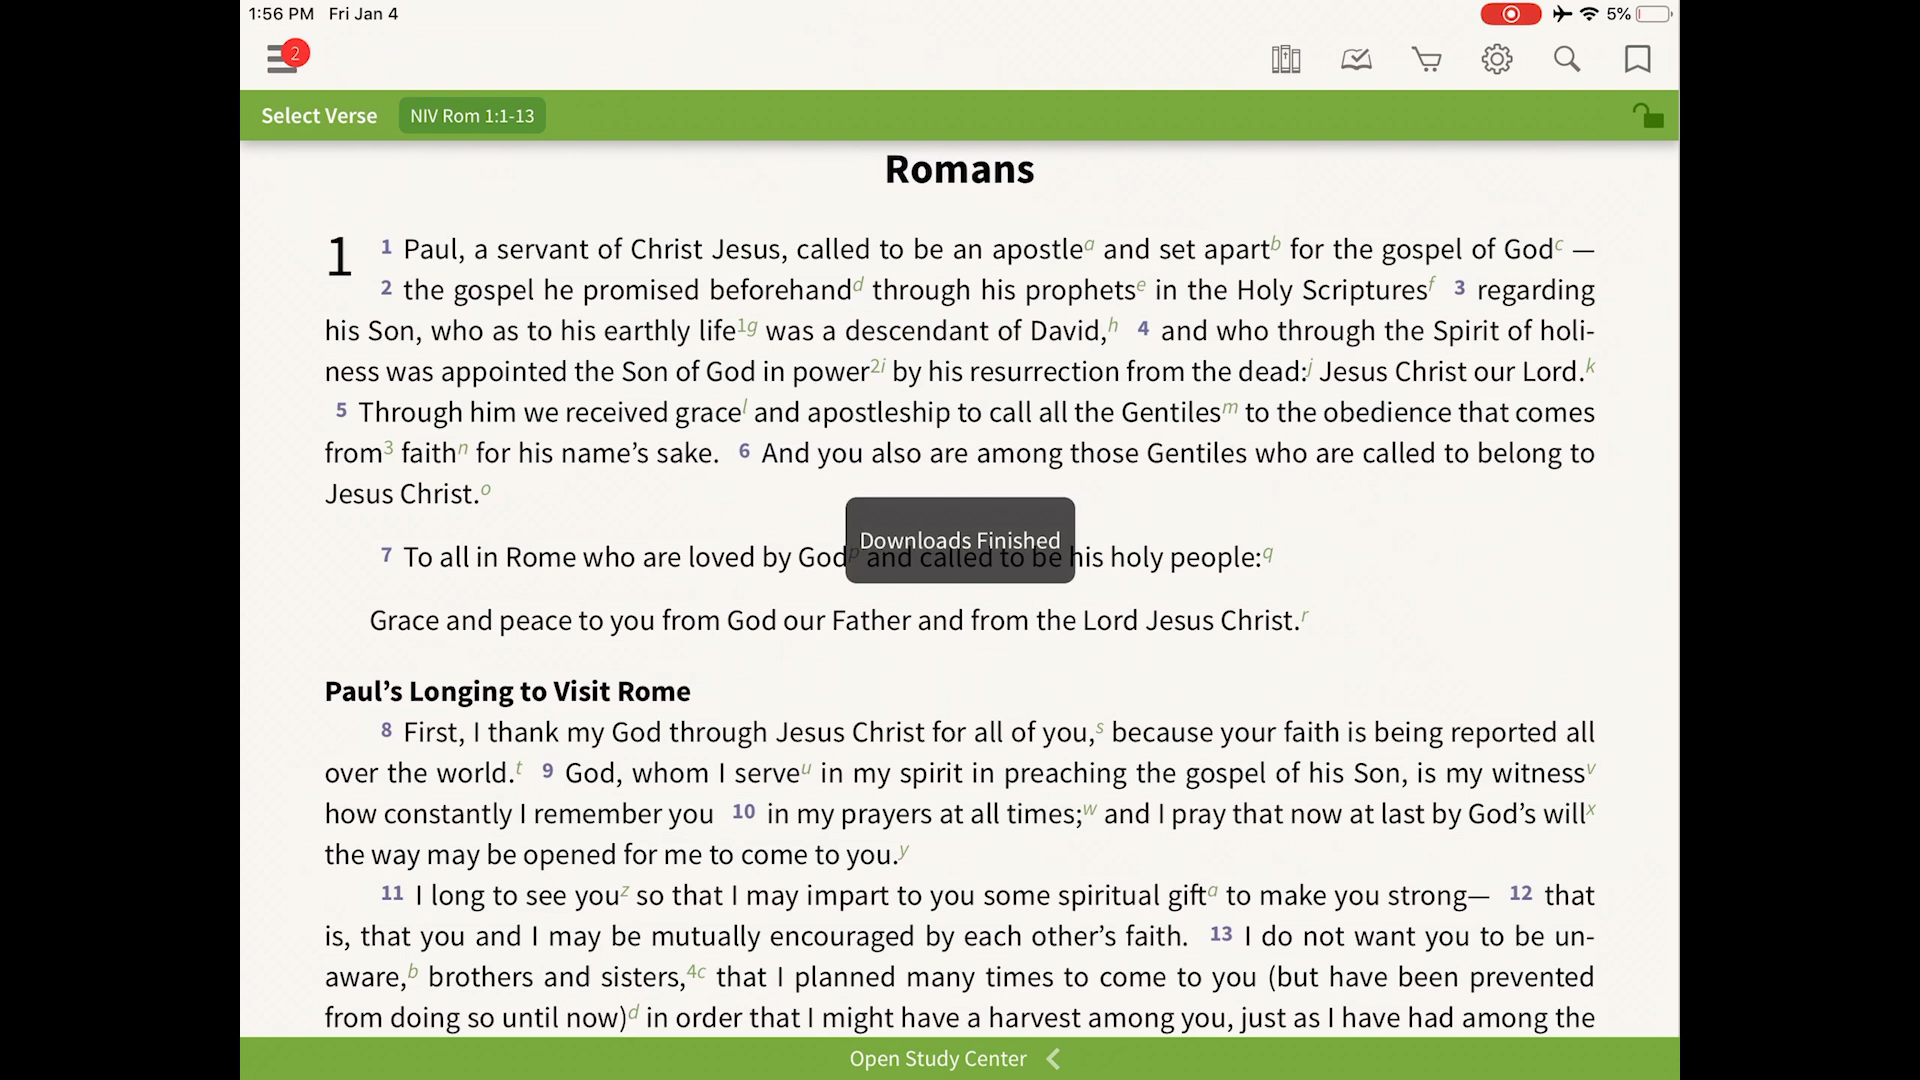 1:56 PM Fri Jan 4 5%
2
Select Verse NIV Rom 1:1-13
Romans
1 1 Paul, a servant of Christ Jesus, called to be an apostlea and set apartb for the gospel of Godc —
2 the gospel he promised beforehandd through his prophetse in the Holy Scripturesf 3 regarding
his Son, who as to his earthly life1g was a descendant of David,h 4 and who through the Spirit of holi-
ness was appointed the Son of God in power2i by his resurrection from the dead:j Jesus Christ our Lord.k
5 Through him we received gracel and apostleship to call all the Gentilesm to the obedience that comes
from3 faithn for his name’s sake. 6 And you also are among those Gentiles who are called to belong to
Jesus Christ.o
Downloads Finished
7 To all in Rome who are loved by Godp and called to be his holy people:q
Grace and peace to you from God our Father and from the Lord Jesus Christ.r
Paul’s Longing to Visit Rome
8 First, I thank my God through Jesus Christ for all of you,s because your faith is being reported all
over the world.t 9 God, whom I serveu in my spirit in preaching the gospel of his Son, is my witnessv
how constantly I remember you 10 in my prayers at all times;w and I pray that now at last by God’s willx
the way may be opened for me to come to you.y
11 I long to see youz so that I may impart to you some spiritual gifta to make you strong— 12 that
is, that you and I may be mutually encouraged by each other’s faith. 13 I do not want you to be un-
aware,b brothers and sisters,4c that I planned many times to come to you (but have been prevented
from doing so until now)d in order that I might have a harvest among you, just as I have had among the
Open Study Center